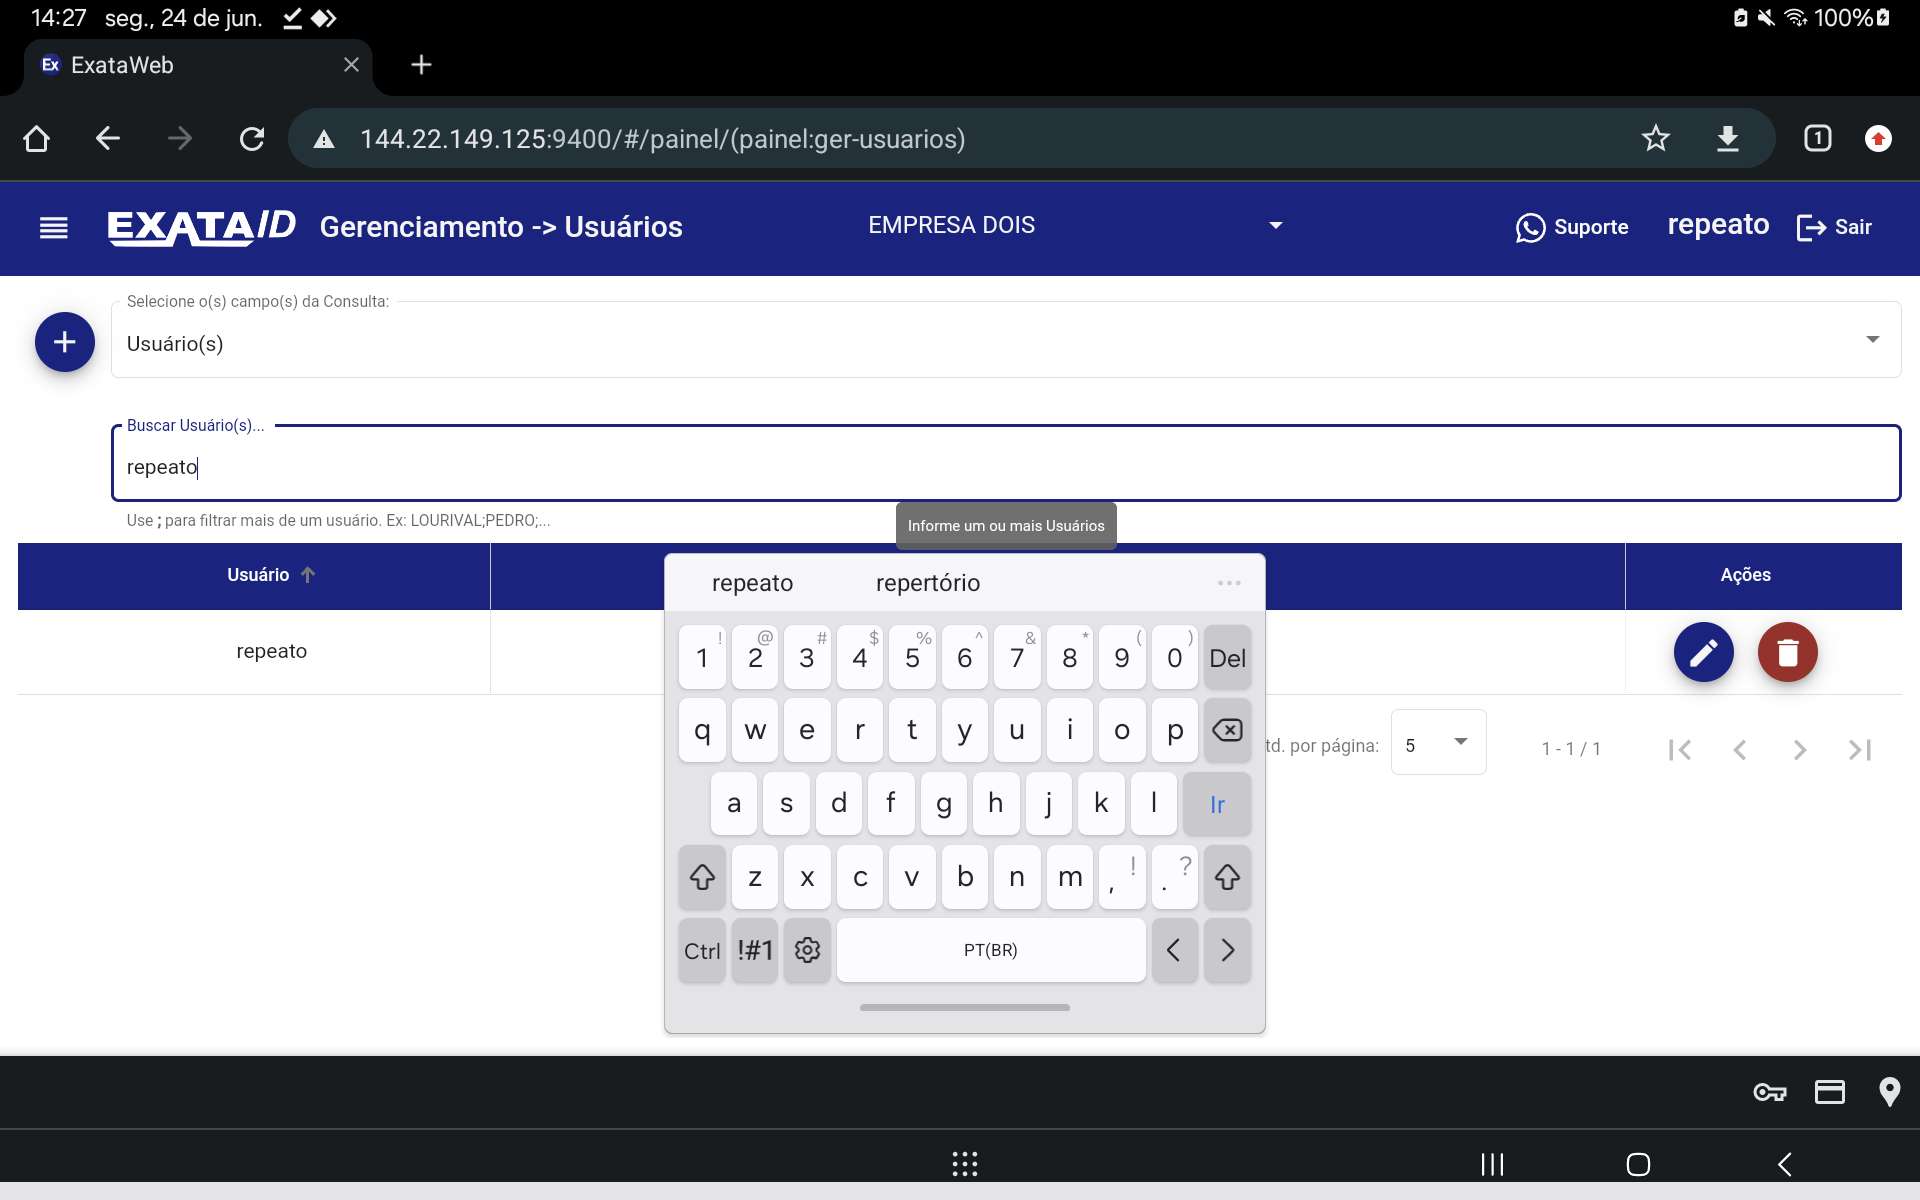 14:27 seg., 24 de jun. 100%
Ex ExataWeb
144.22.149.125:9400/#/painel/(painel:ger-usuarios) 1
EXATA/D Gerenciamento -> Usuários EMPRESA DOIS Suporte repeato Sair
Selecione o(s) campo(s) da Consulta:
Usuário(s)
Buscar Usuário(s)...
repeato
Use ; para filtrar mais de um usuário. Ex: LOURIVAL;PEDRO;...
Informe um ou mais Usuários
Usuário Ações
repeato
td. por página: 5 1 - 1 / 1
repeato repertório ...
! @ # $ % ^ & * ( )
1 2 3 4 5 6 7 8 9 0 Del
q w e r t y u i o p
a s d f g h j k l Ir
z x c v b n m , ! . ?
Ctrl !#1 PT(BR) < >